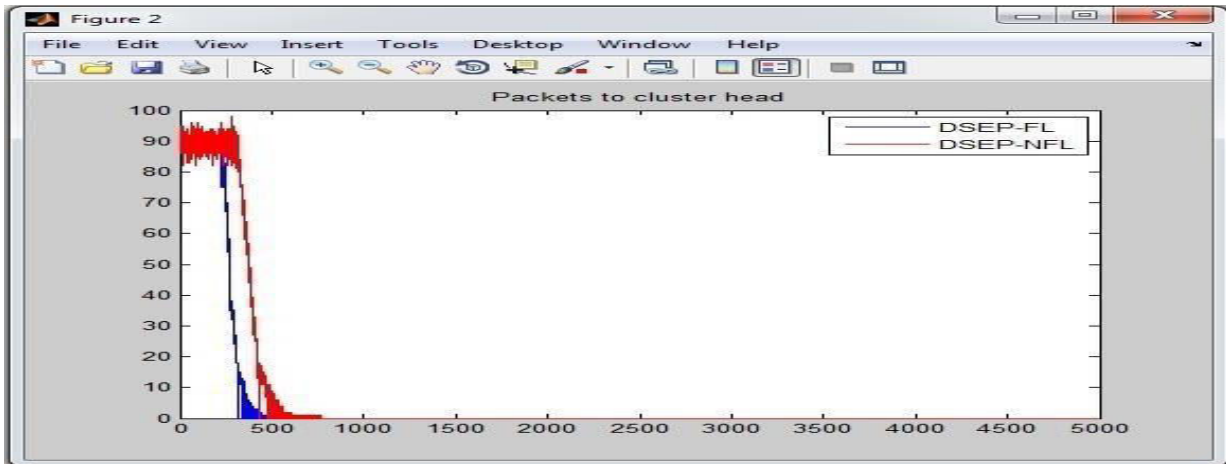 Figure 2
File Edit View Insert Tools Desktop Window Help
Packets to cluster head
100
90
80
70
60
50
40
30
20
10
0
0 500 1000 1500 2000 2500 3000 3500 4000 4500 5000
DSEP-FL
DSEP-NFL